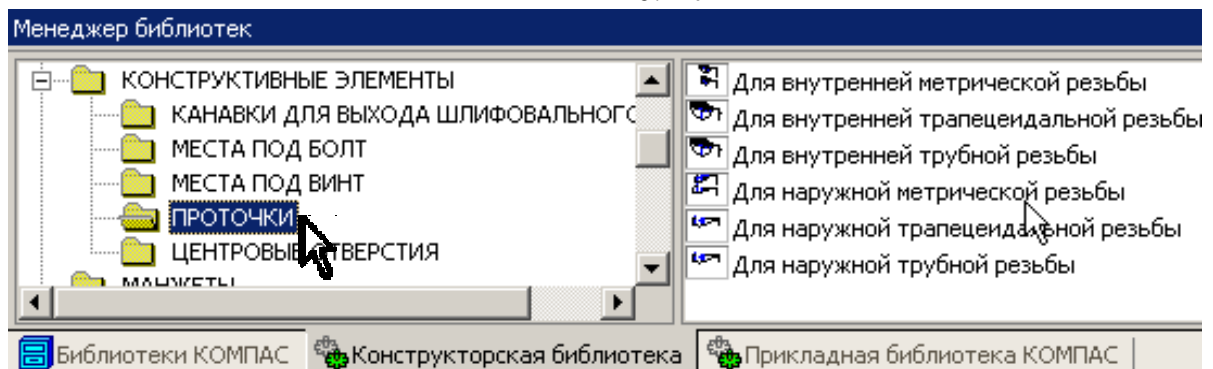 Менеджер библиотек
КОНСТРУКТИВНЫЕ ЭЛЕМЕНТЫ
КАНАВКИ ДЛЯ ВЫХОДА ШЛИФОВАЛЬНОГО
МЕСТА ПОД БОЛТ
МЕСТА ПОД ВИНТ
ПРОТОЧКИ
ЦЕНТРОВЫЕ ОТВЕРСТИЯ
МАНЖЕТЫ
Для внутренней метрической резьбы
Для внутренней трапецеидальной резьбы
Для внутренней трубной резьбы
Для наружной метрической резьбы
Для наружной трапецеидальной резьбы
Для наружной трубной резьбы
Библиотеки КОМПАС
Конструкторская библиотека
Прикладная библиотека КОМПАС